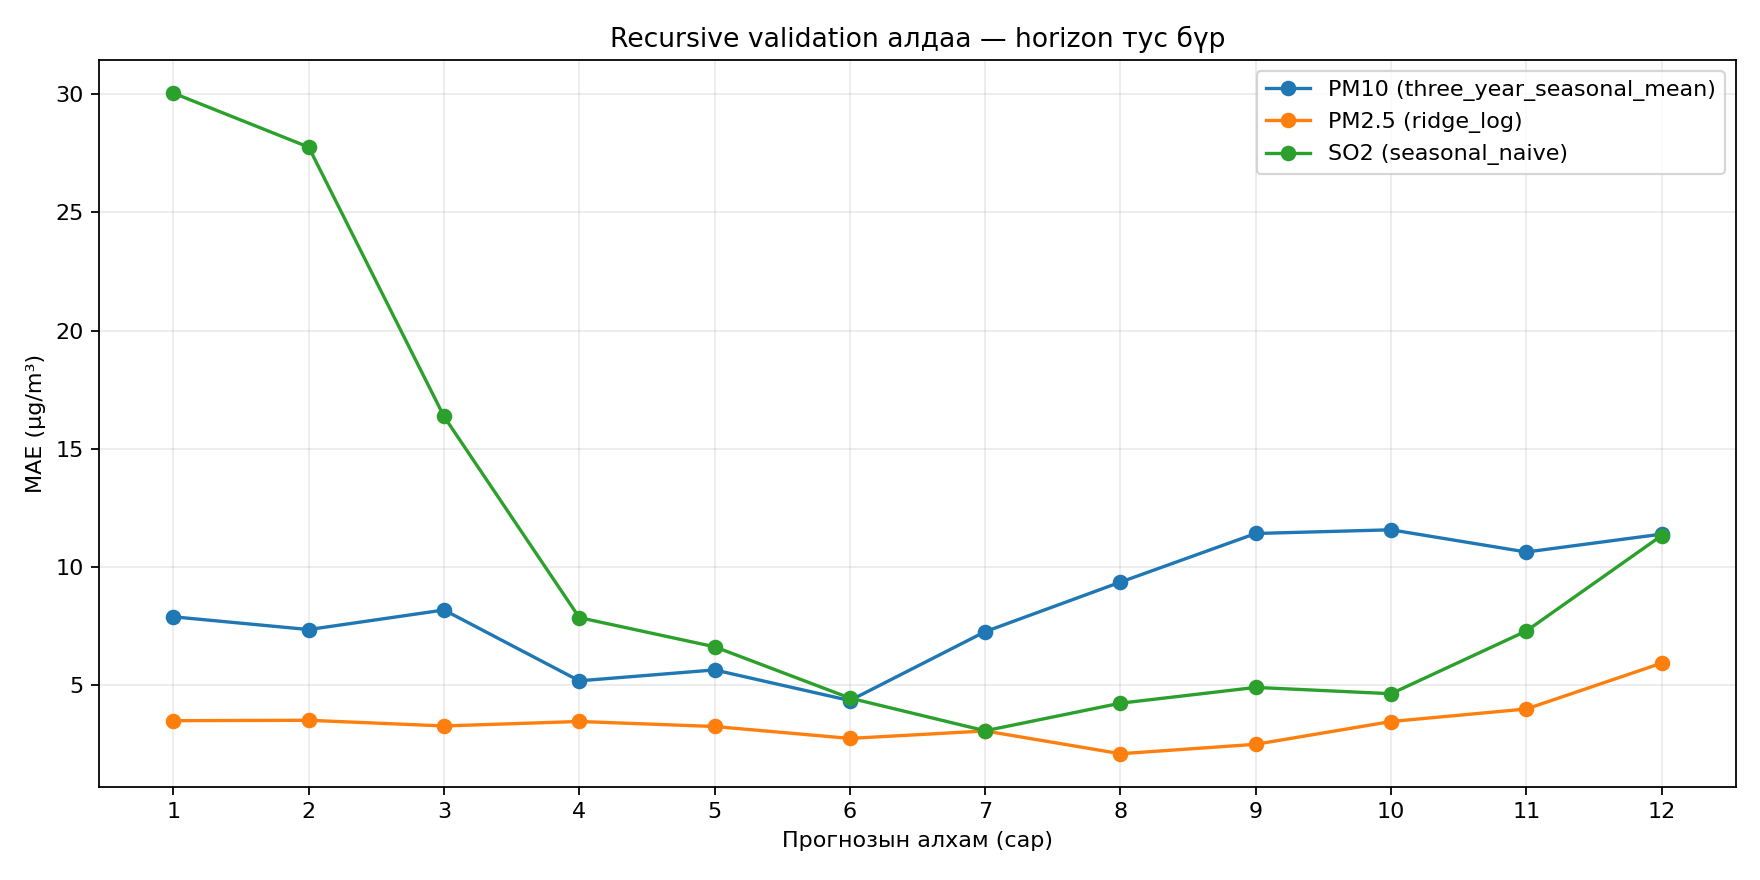 Recursive validation алдаа — horizon тус бүр
PM10 (three_year_seasonal_mean)
PM2.5 (ridge_log)
SO2 (seasonal_naive)
MAE (µg/m³)
30
25
20
15
10
5
1 2 3 4 5 6 7 8 9 10 11 12
Прогнозын алхам (сар)